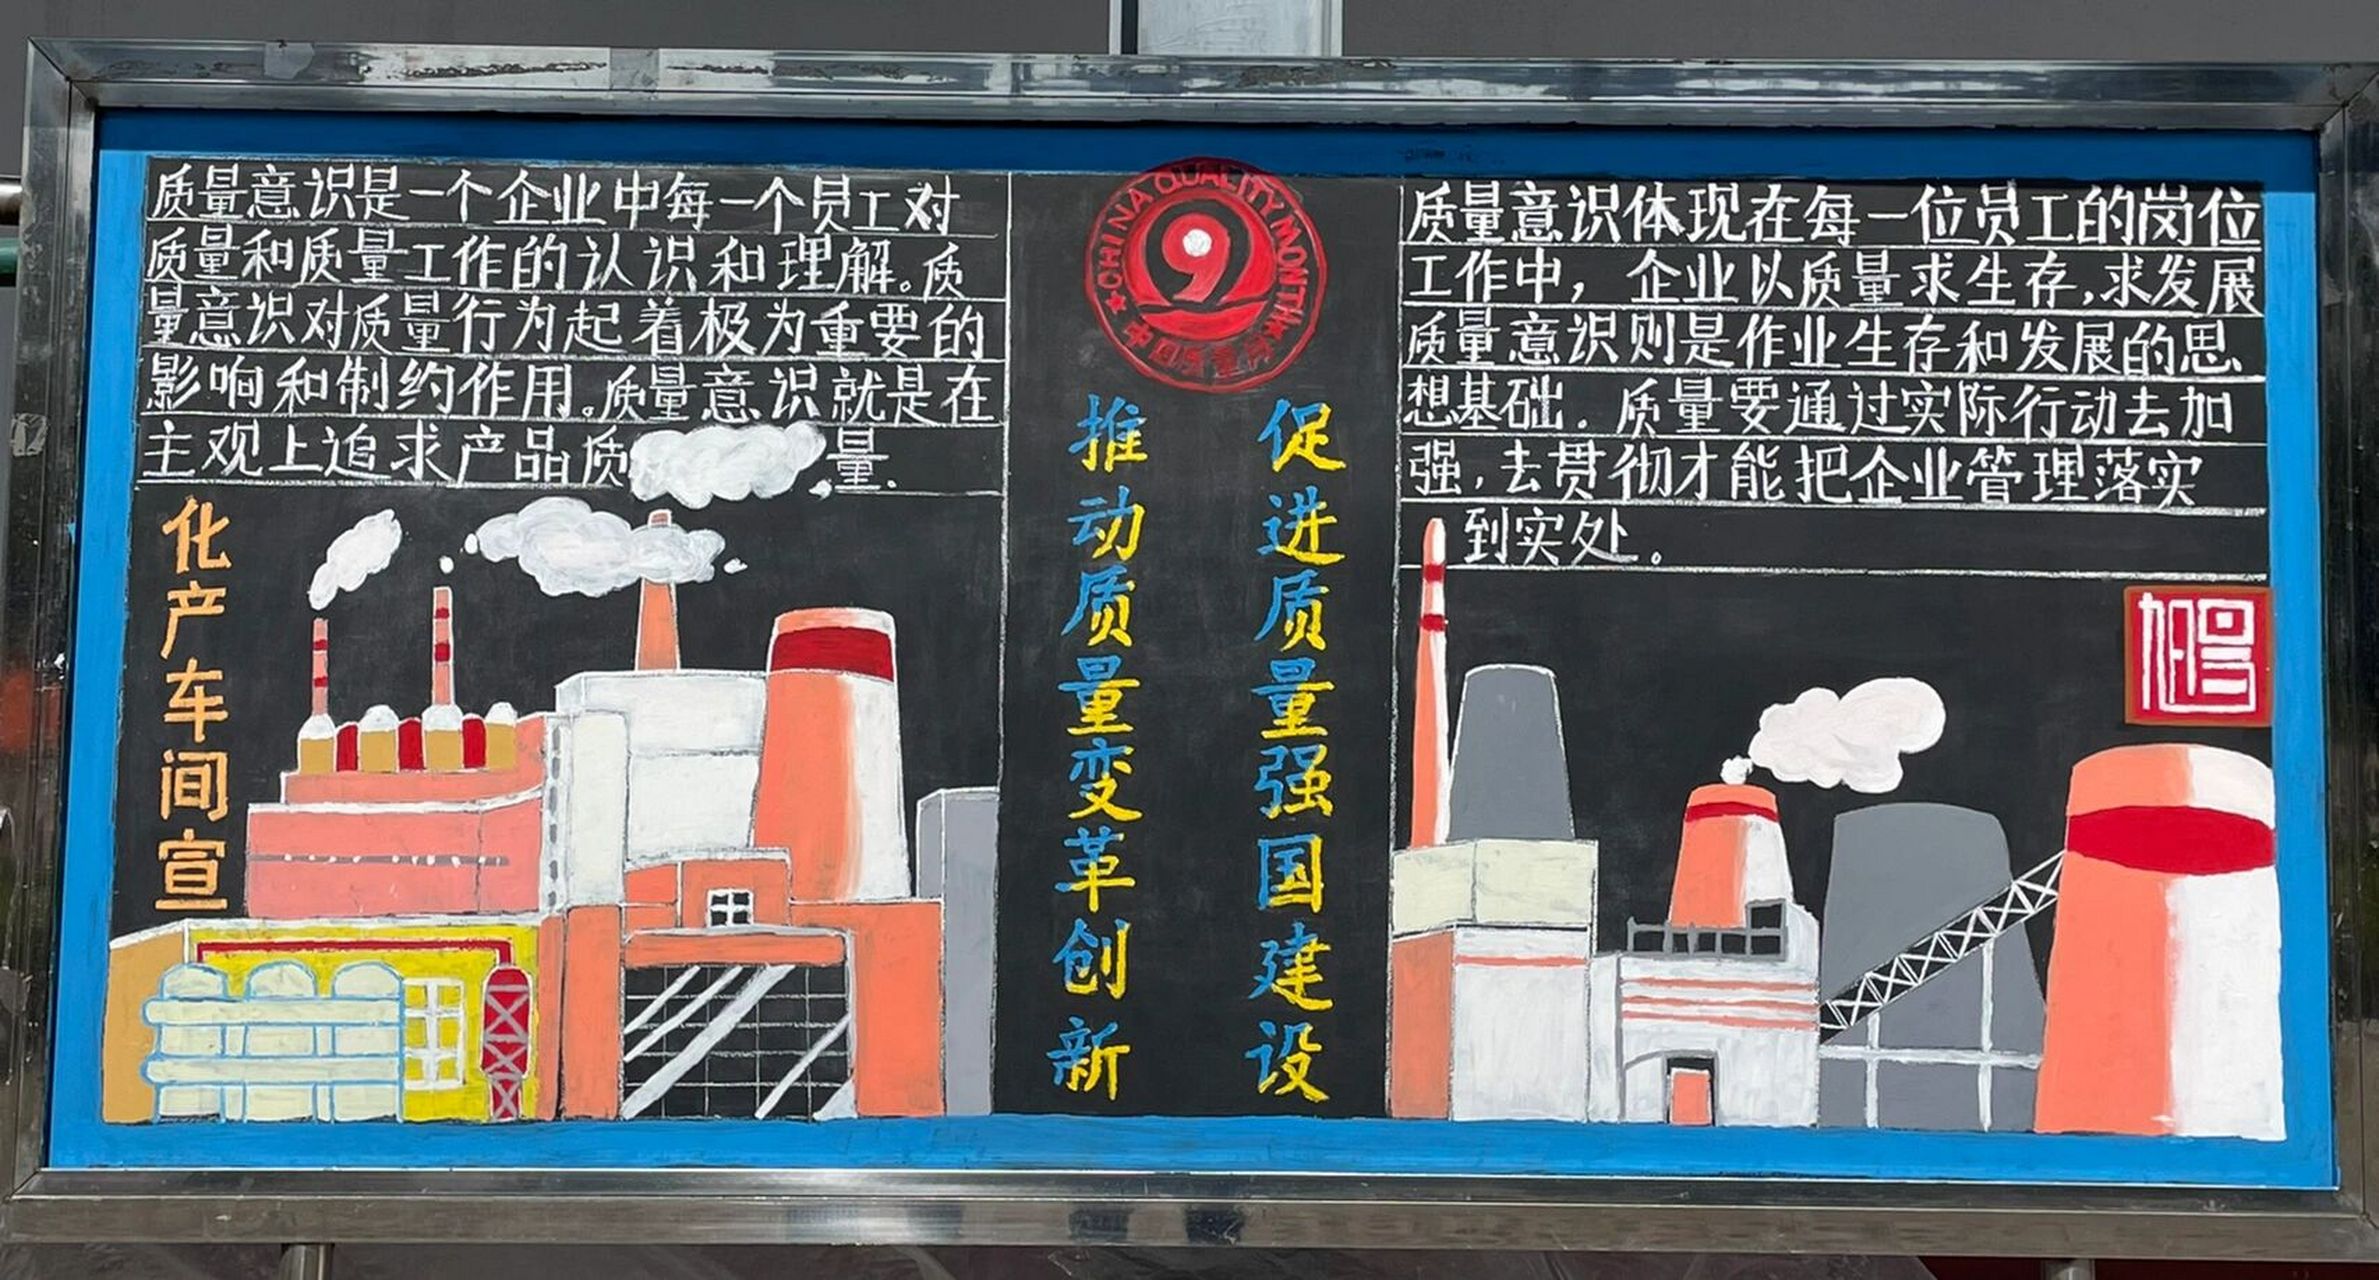 质量意识是一个企业中每一个员工对
质量和质量工作的认识和理解。质
量意识对质量行为起着极为重要的
影响和制约作用。质量意识就是在
主观上追求产品质量.
化产车间宣
CHINA QUALITY MONTH
9
中国质量月
推动质量变革创新
促进质量强国建设
质量意识体现在每一位员工的岗位
工作中，企业以质量求生存,求发展
质量意识则是作业生存和发展的思
想基础.质量要通过实际行动去加
强,去贯彻才能把企业管理落实
到实处。